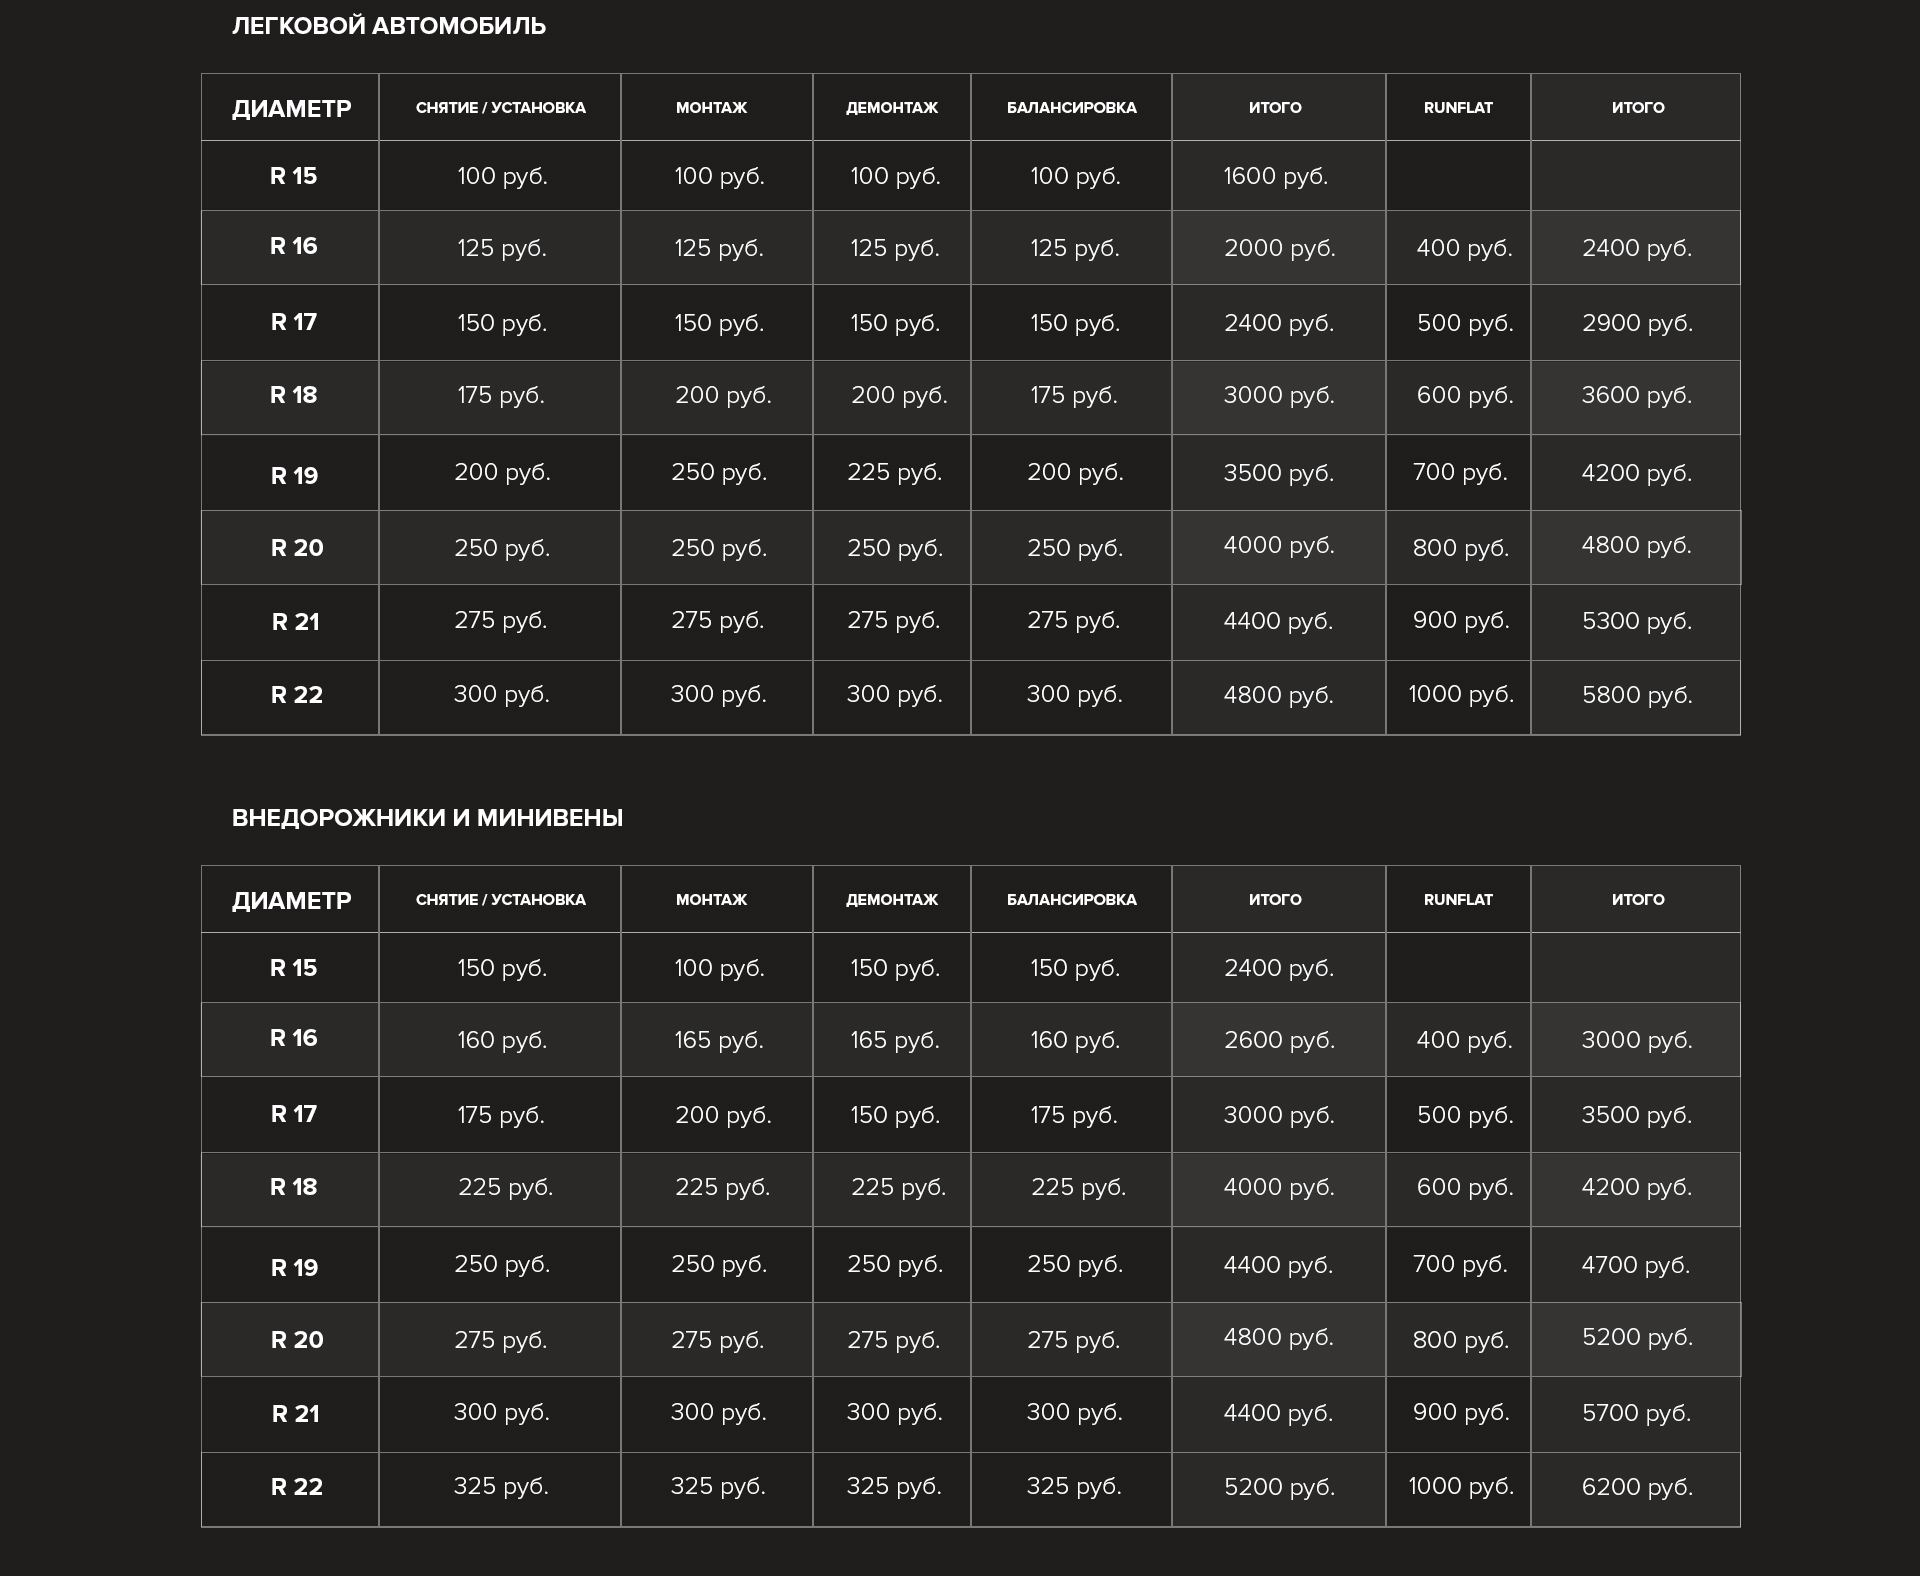 ЛЕГКОВОЙ АВТОМОБИЛЬ
ДИАМЕТР СНЯТИЕ / УСТАНОВКА МОНТАЖ ДЕМОНТАЖ БАЛАНСИРОВКА ИТОГО RUNFLAT ИТОГО
R 15 100 руб. 100 руб. 100 руб. 100 руб. 1600 руб.
R 16 125 руб. 125 руб. 125 руб. 125 руб. 2000 руб. 400 руб. 2400 руб.
R 17 150 руб. 150 руб. 150 руб. 150 руб. 2400 руб. 500 руб. 2900 руб.
R 18 175 руб. 200 руб. 200 руб. 175 руб. 3000 руб. 600 руб. 3600 руб.
R 19 200 руб. 250 руб. 225 руб. 200 руб. 3500 руб. 700 руб. 4200 руб.
R 20 250 руб. 250 руб. 250 руб. 250 руб. 4000 руб. 800 руб. 4800 руб.
R 21 275 руб. 275 руб. 275 руб. 275 руб. 4400 руб. 900 руб. 5300 руб.
R 22 300 руб. 300 руб. 300 руб. 300 руб. 4800 руб. 1000 руб. 5800 руб.
ВНЕДОРОЖНИКИ И МИНИВЕНЫ
ДИАМЕТР СНЯТИЕ / УСТАНОВКА МОНТАЖ ДЕМОНТАЖ БАЛАНСИРОВКА ИТОГО RUNFLAT ИТОГО
R 15 150 руб. 100 руб. 150 руб. 150 руб. 2400 руб.
R 16 160 руб. 165 руб. 165 руб. 160 руб. 2600 руб. 400 руб. 3000 руб.
R 17 175 руб. 200 руб. 150 руб. 175 руб. 3000 руб. 500 руб. 3500 руб.
R 18 225 руб. 225 руб. 225 руб. 225 руб. 4000 руб. 600 руб. 4200 руб.
R 19 250 руб. 250 руб. 250 руб. 250 руб. 4400 руб. 700 руб. 4700 руб.
R 20 275 руб. 275 руб. 275 руб. 275 руб. 4800 руб. 800 руб. 5200 руб.
R 21 300 руб. 300 руб. 300 руб. 300 руб. 4400 руб. 900 руб. 5700 руб.
R 22 325 руб. 325 руб. 325 руб. 325 руб. 5200 руб. 1000 руб. 6200 руб.